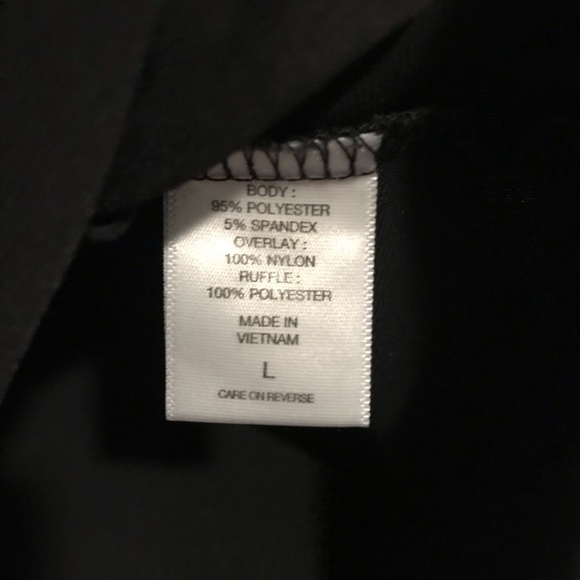 BODY :
95% POLYESTER
5% SPANDEX
OVERLAY :
100% NYLON
RUFFLE :
100% POLYESTER
MADE IN
VIETNAM
L
CARE ON REVERSE